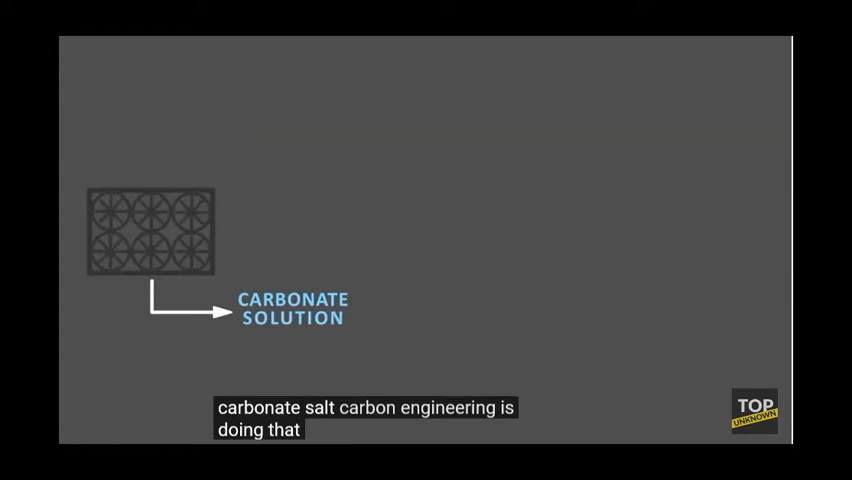 CARBONATE
SOLUTION
carbonate salt carbon engineering is
doing that
TOP
UNKNOWN